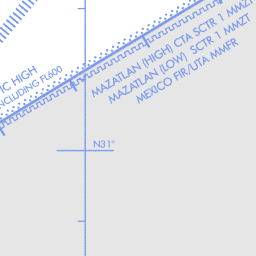 IC HIGH
NCLUDING FL600
MAZATLAN (HIGH) CTA SCTR 1 MMZT
MAZATLAN (LOW) SCTR 1 MMZT
MEXICO FIR/UTA MMFR
N31°